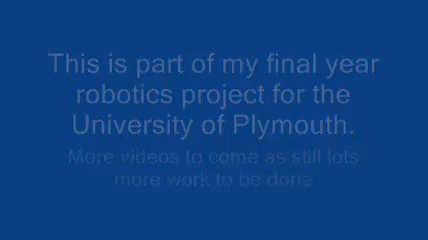 This is part of my final year
robotics project for the
University of Plymouth.
More videos to come as still lots
more work to be done